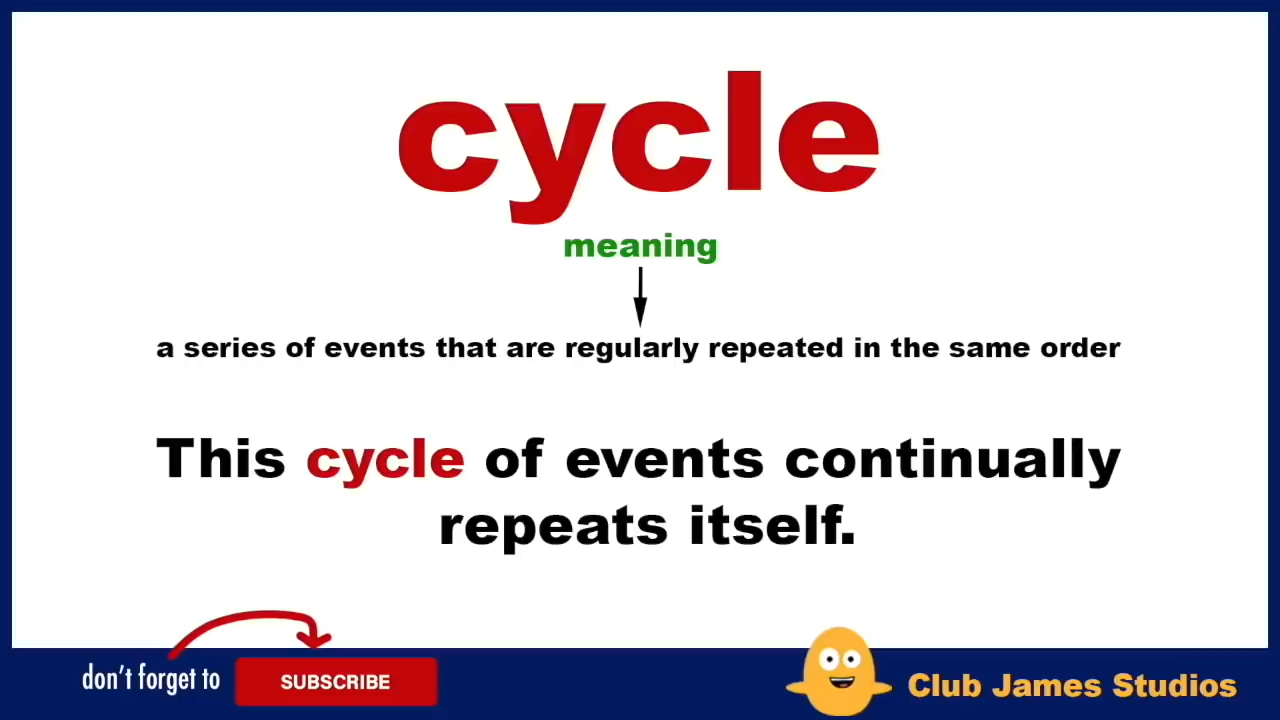 cycle
meaning
a series of events that are regularly repeated in the same order
This cycle of events continually
repeats itself.
don't forget to SUBSCRIBE
Club James Studios